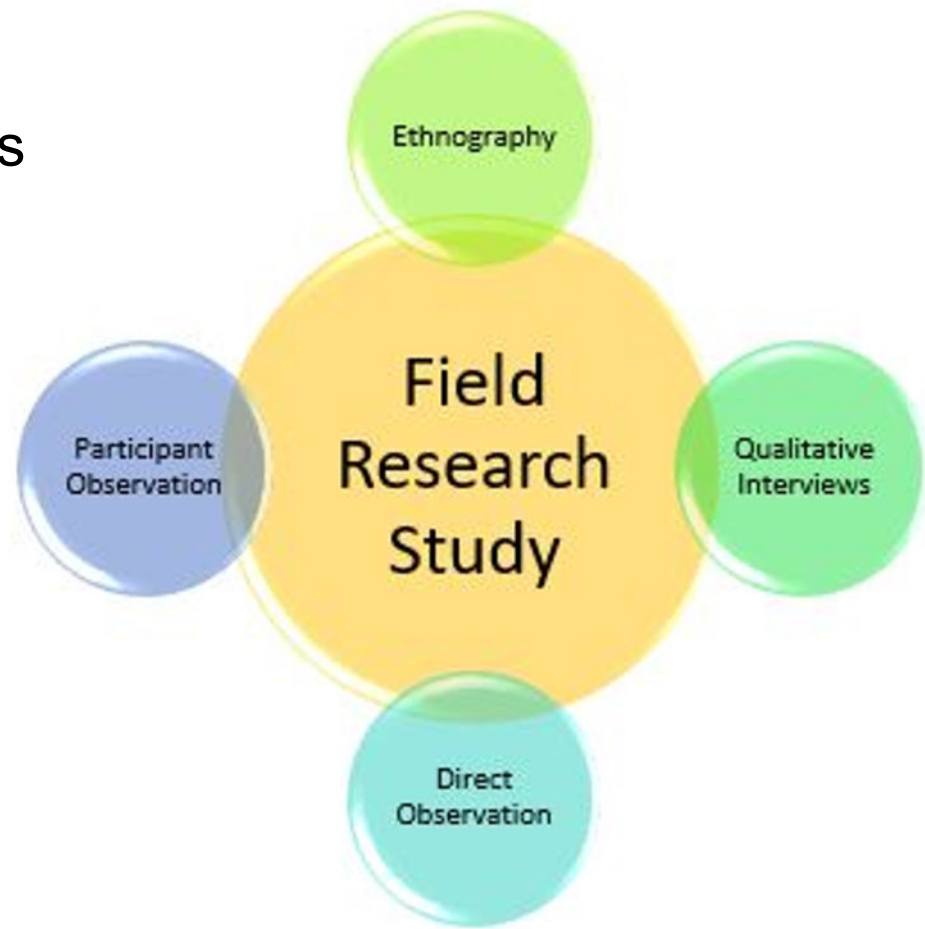 Ethnography
s
Field
Research
Study
Participant
Observation
Qualitative
Interviews
Direct
Observation